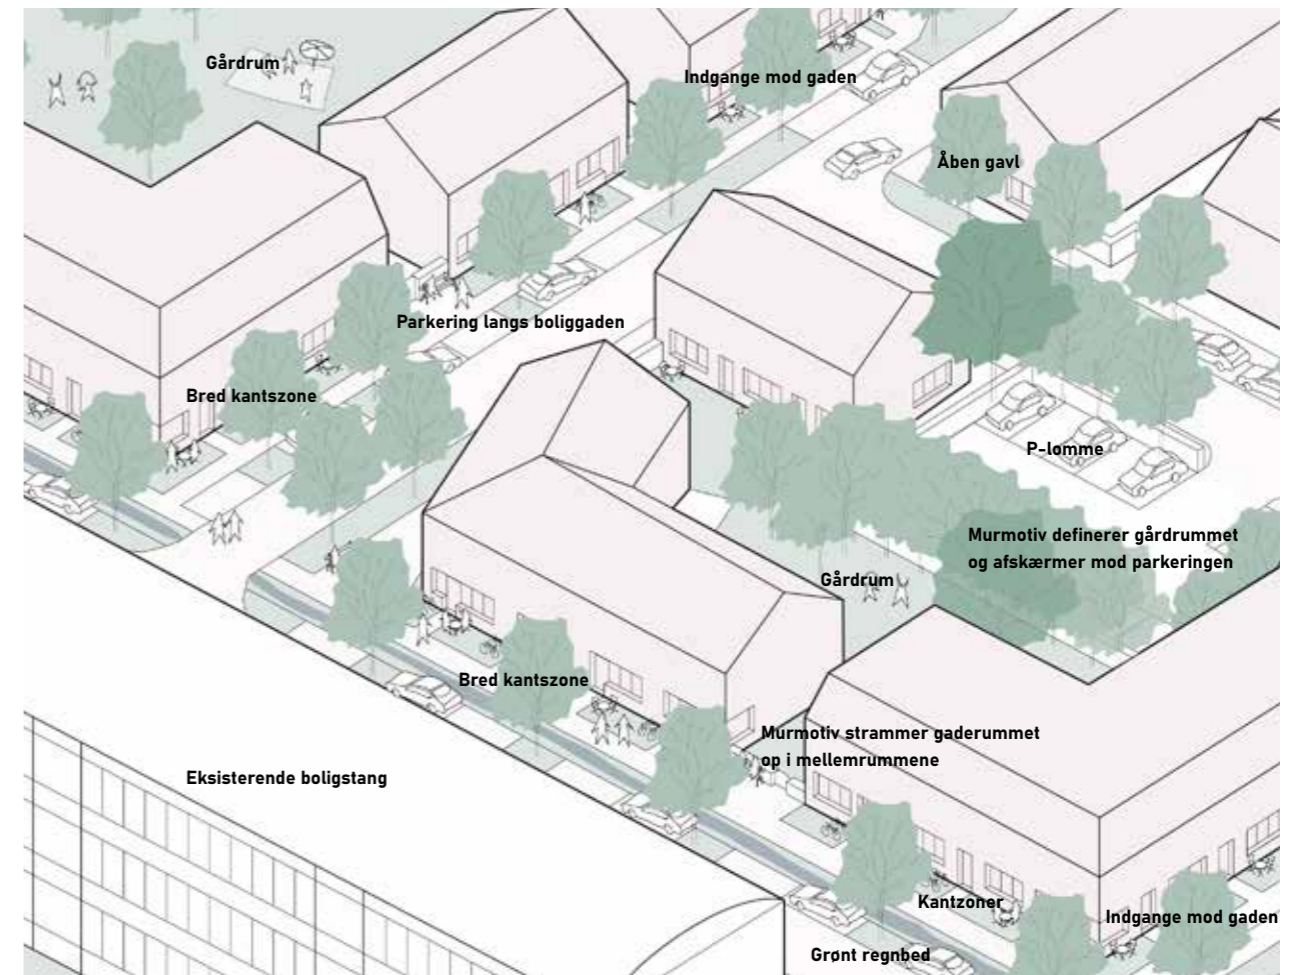 Gårdrum
Indgange mod gaden
Åben gavl
Parkering langs boliggaden
Bred kantszone
P-lomme
Murmotiv definerer gårdrummet
og afskærmer mod parkeringen
Gårdrum
Bred kantszone
Murmotiv strammer gaderummet
op i mellemrummene
Eksisterende boligstang
Kantzoner
Indgange mod gaden
Grønt regnbed